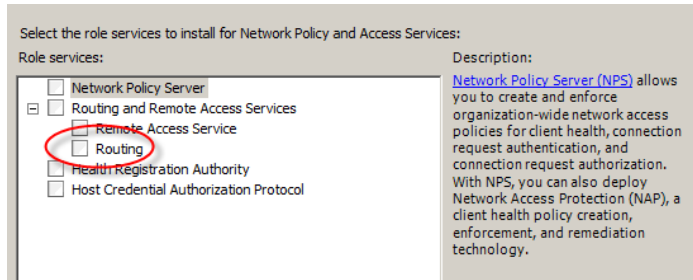 Select the role services to install for Network Policy and Access Services:
Role services:
Network Policy Server
Routing and Remote Access Services
Remote Access Service
Routing
Health Registration Authority
Host Credential Authorization Protocol
Description:
Network Policy Server (NPS) allows
you to create and enforce
organization-wide network access
policies for client health, connection
request authentication, and
connection request authorization.
With NPS, you can also deploy
Network Access Protection (NAP), a
client health policy creation,
enforcement, and remediation
technology.